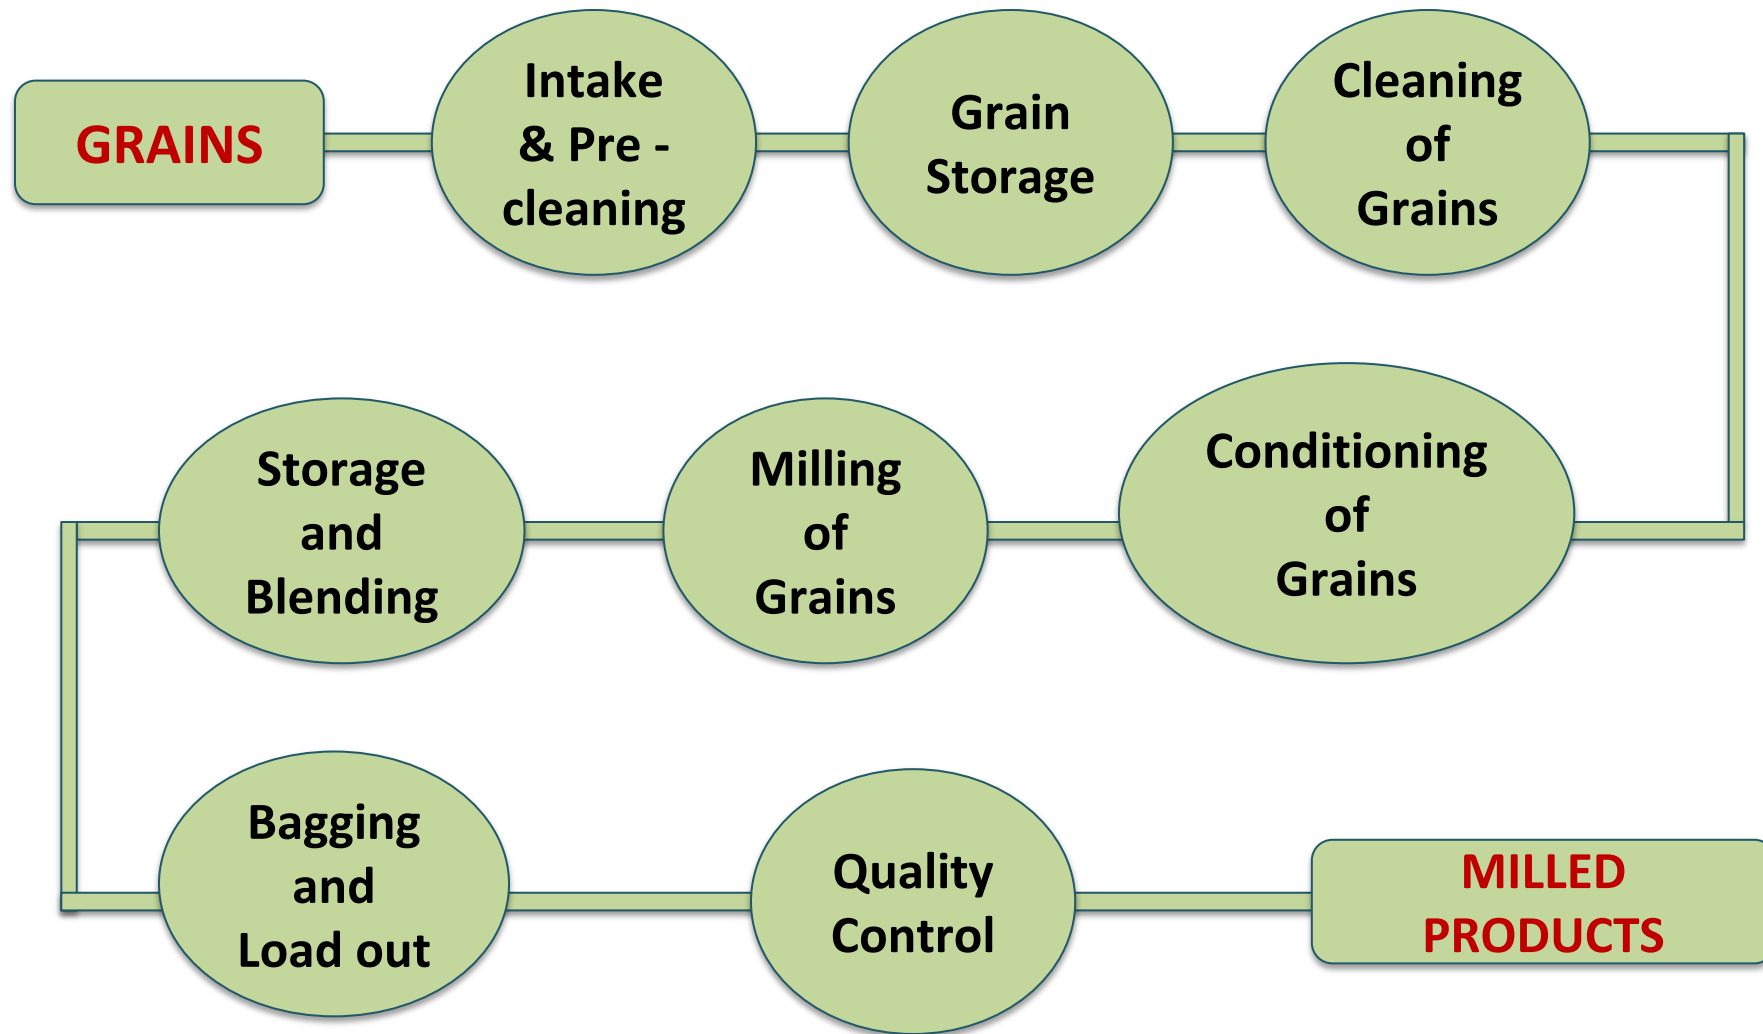 GRAINS
Intake
& Pre -
cleaning
Grain
Storage
Cleaning
of
Grains
Conditioning
of
Grains
Milling
of
Grains
Storage
and
Blending
Bagging
and
Load out
Quality
Control
MILLED
PRODUCTS